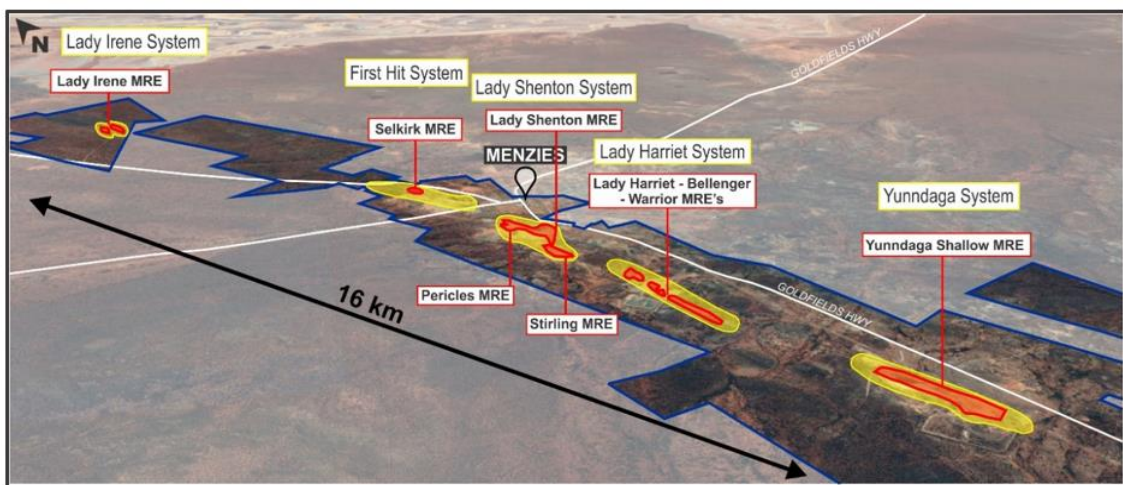 N
Lady Irene System
Lady Irene MRE
First Hit System
Selkirk MRE
Lady Shenton System
Lady Shenton MRE
MENZIES
Lady Harriet System
Lady Harriet - Bellenger
- Warrior MRE's
GOLDFIELDS HWY
Yunndaga System
Yunndaga Shallow MRE
Pericles MRE
Stirling MRE
16 km
GOLDFIELDS HWY